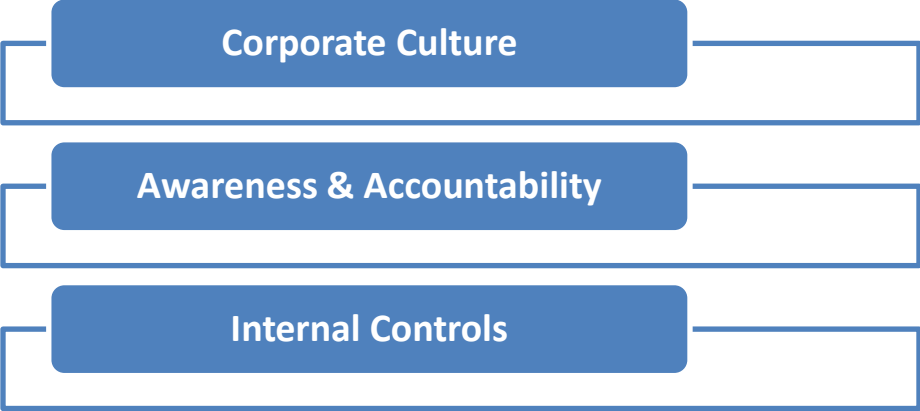 Corporate Culture
Awareness & Accountability
Internal Controls